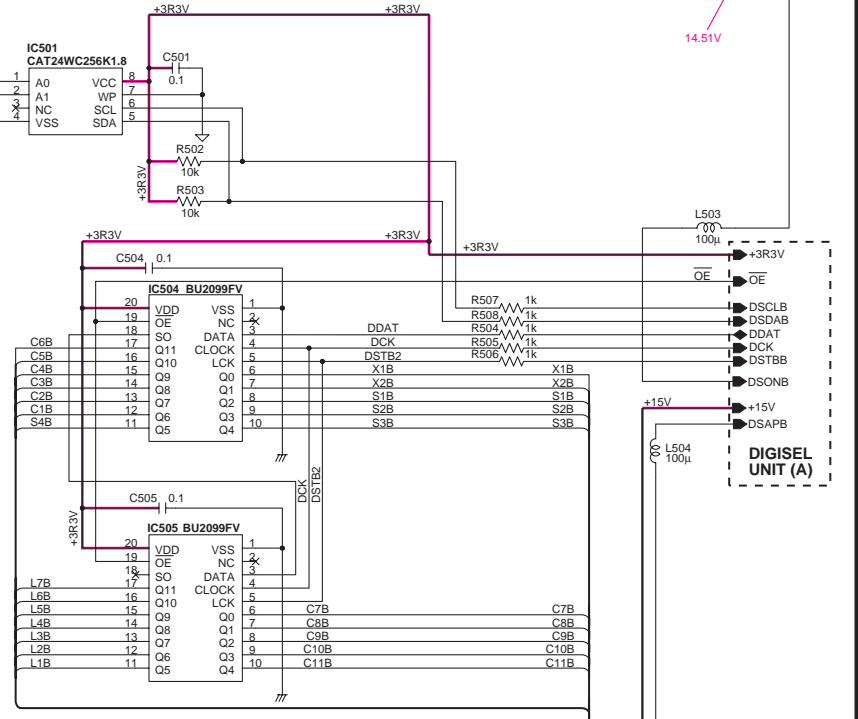 +3R3V +3R3V
14.51V
IC501
CAT24WC256K1.8
C501
0.1
1 A0 VCC 8
2 A1 WP 7
3 NC SCL 6
4 VSS SDA 5
R502
10k
+3R3V
R503
10k
L503
100µ
+3R3V +3R3V
+3R3V +3R3V
C504 0.1
OE OE
IC504 BU2099FV
R507 1k DSCLB
R508 1k DSDAB
DDAT R504 1k DDAT
DCK R505 1k DCK
DSTB2 R506 1k DSTBB
20 VDD VSS 1
19 OE NC 2
18 SO DATA 3
C6B 17 Q11 CLOCK 4
C5B 16 Q10 LCK 5
C4B 15 Q9 Q0 6 X1B X1B
C3B 14 Q8 Q1 7 X2B X2B
C2B 13 Q7 Q2 8 S1B S1B
C1B 12 Q6 Q3 9 S2B S2B
S4B 11 Q5 Q4 10 S3B S3B
DSONB
+15V +15V
DSAPB
L504
100µ
DIGISEL
UNIT (A)
DCK
DSTB2
C505 0.1
+3R3V
IC505 BU2099FV
20 VDD VSS 1
19 OE NC 2
18 SO DATA 3
L7B 17 Q11 CLOCK 4
L6B 16 Q10 LCK 5
L5B 15 Q9 Q0 6 C7B C7B
L4B 14 Q8 Q1 7 C8B C8B
L3B 13 Q7 Q2 8 C9B C9B
L2B 12 Q6 Q3 9 C10B C10B
L1B 11 Q5 Q4 10 C11B C11B